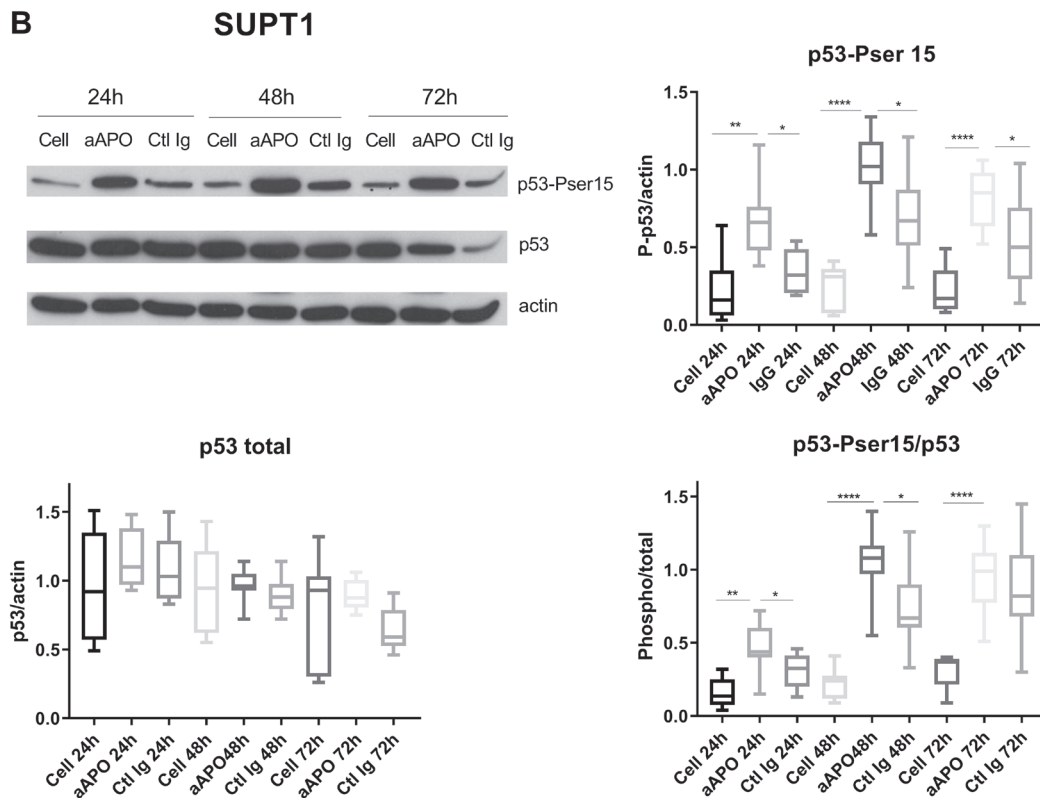 B
SUPT1
24h 48h 72h
Cell aAPO Ctl Ig Cell aAPO Ctl Ig Cell aAPO Ctl Ig
p53-Pser15
p53
actin
p53-Pser 15
P-p53/actin
1.5
1.0
0.5
0.0
** * **** * **** *
Cell 24h aAPO 24h IgG 24h Cell 48h aAPO48h IgG 48h Cell 72h aAPO 72h IgG 72h
p53 total
p53/actin
1.5
1.0
0.5
0.0
Cell 24h aAPO 24h Ctl Ig 24h Cell 48h aAPO48h Ctl Ig 48h Cell 72h aAPO 72h Ctl Ig 72h
p53-Pser15/p53
Phospho/total
1.5
1.0
0.5
0.0
** * **** * ****
Cell 24h aAPO 24h Ctl Ig 24h Cell 48h aAPO48h IgG 48h Cell 72h aAPO 72h Ctl Ig 72h